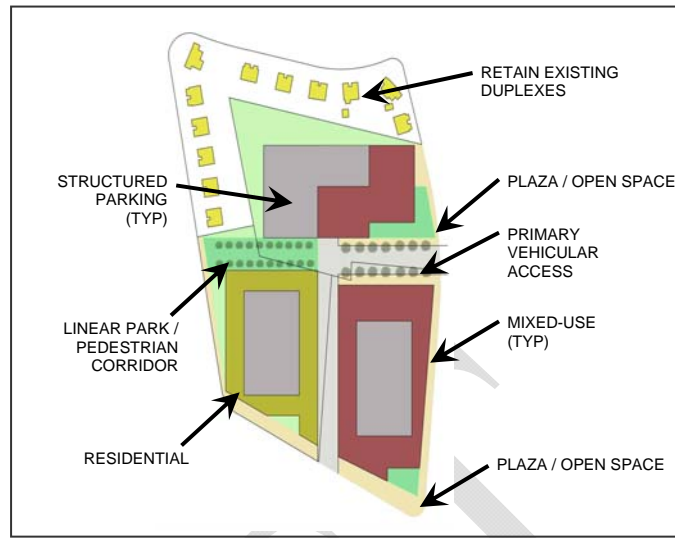 RETAIN EXISTING
DUPLEXES
STRUCTURED
PARKING
(TYP)
PLAZA / OPEN SPACE
PRIMARY
VEHICULAR
ACCESS
LINEAR PARK /
PEDESTRIAN
CORRIDOR
MIXED-USE
(TYP)
RESIDENTIAL
PLAZA / OPEN SPACE